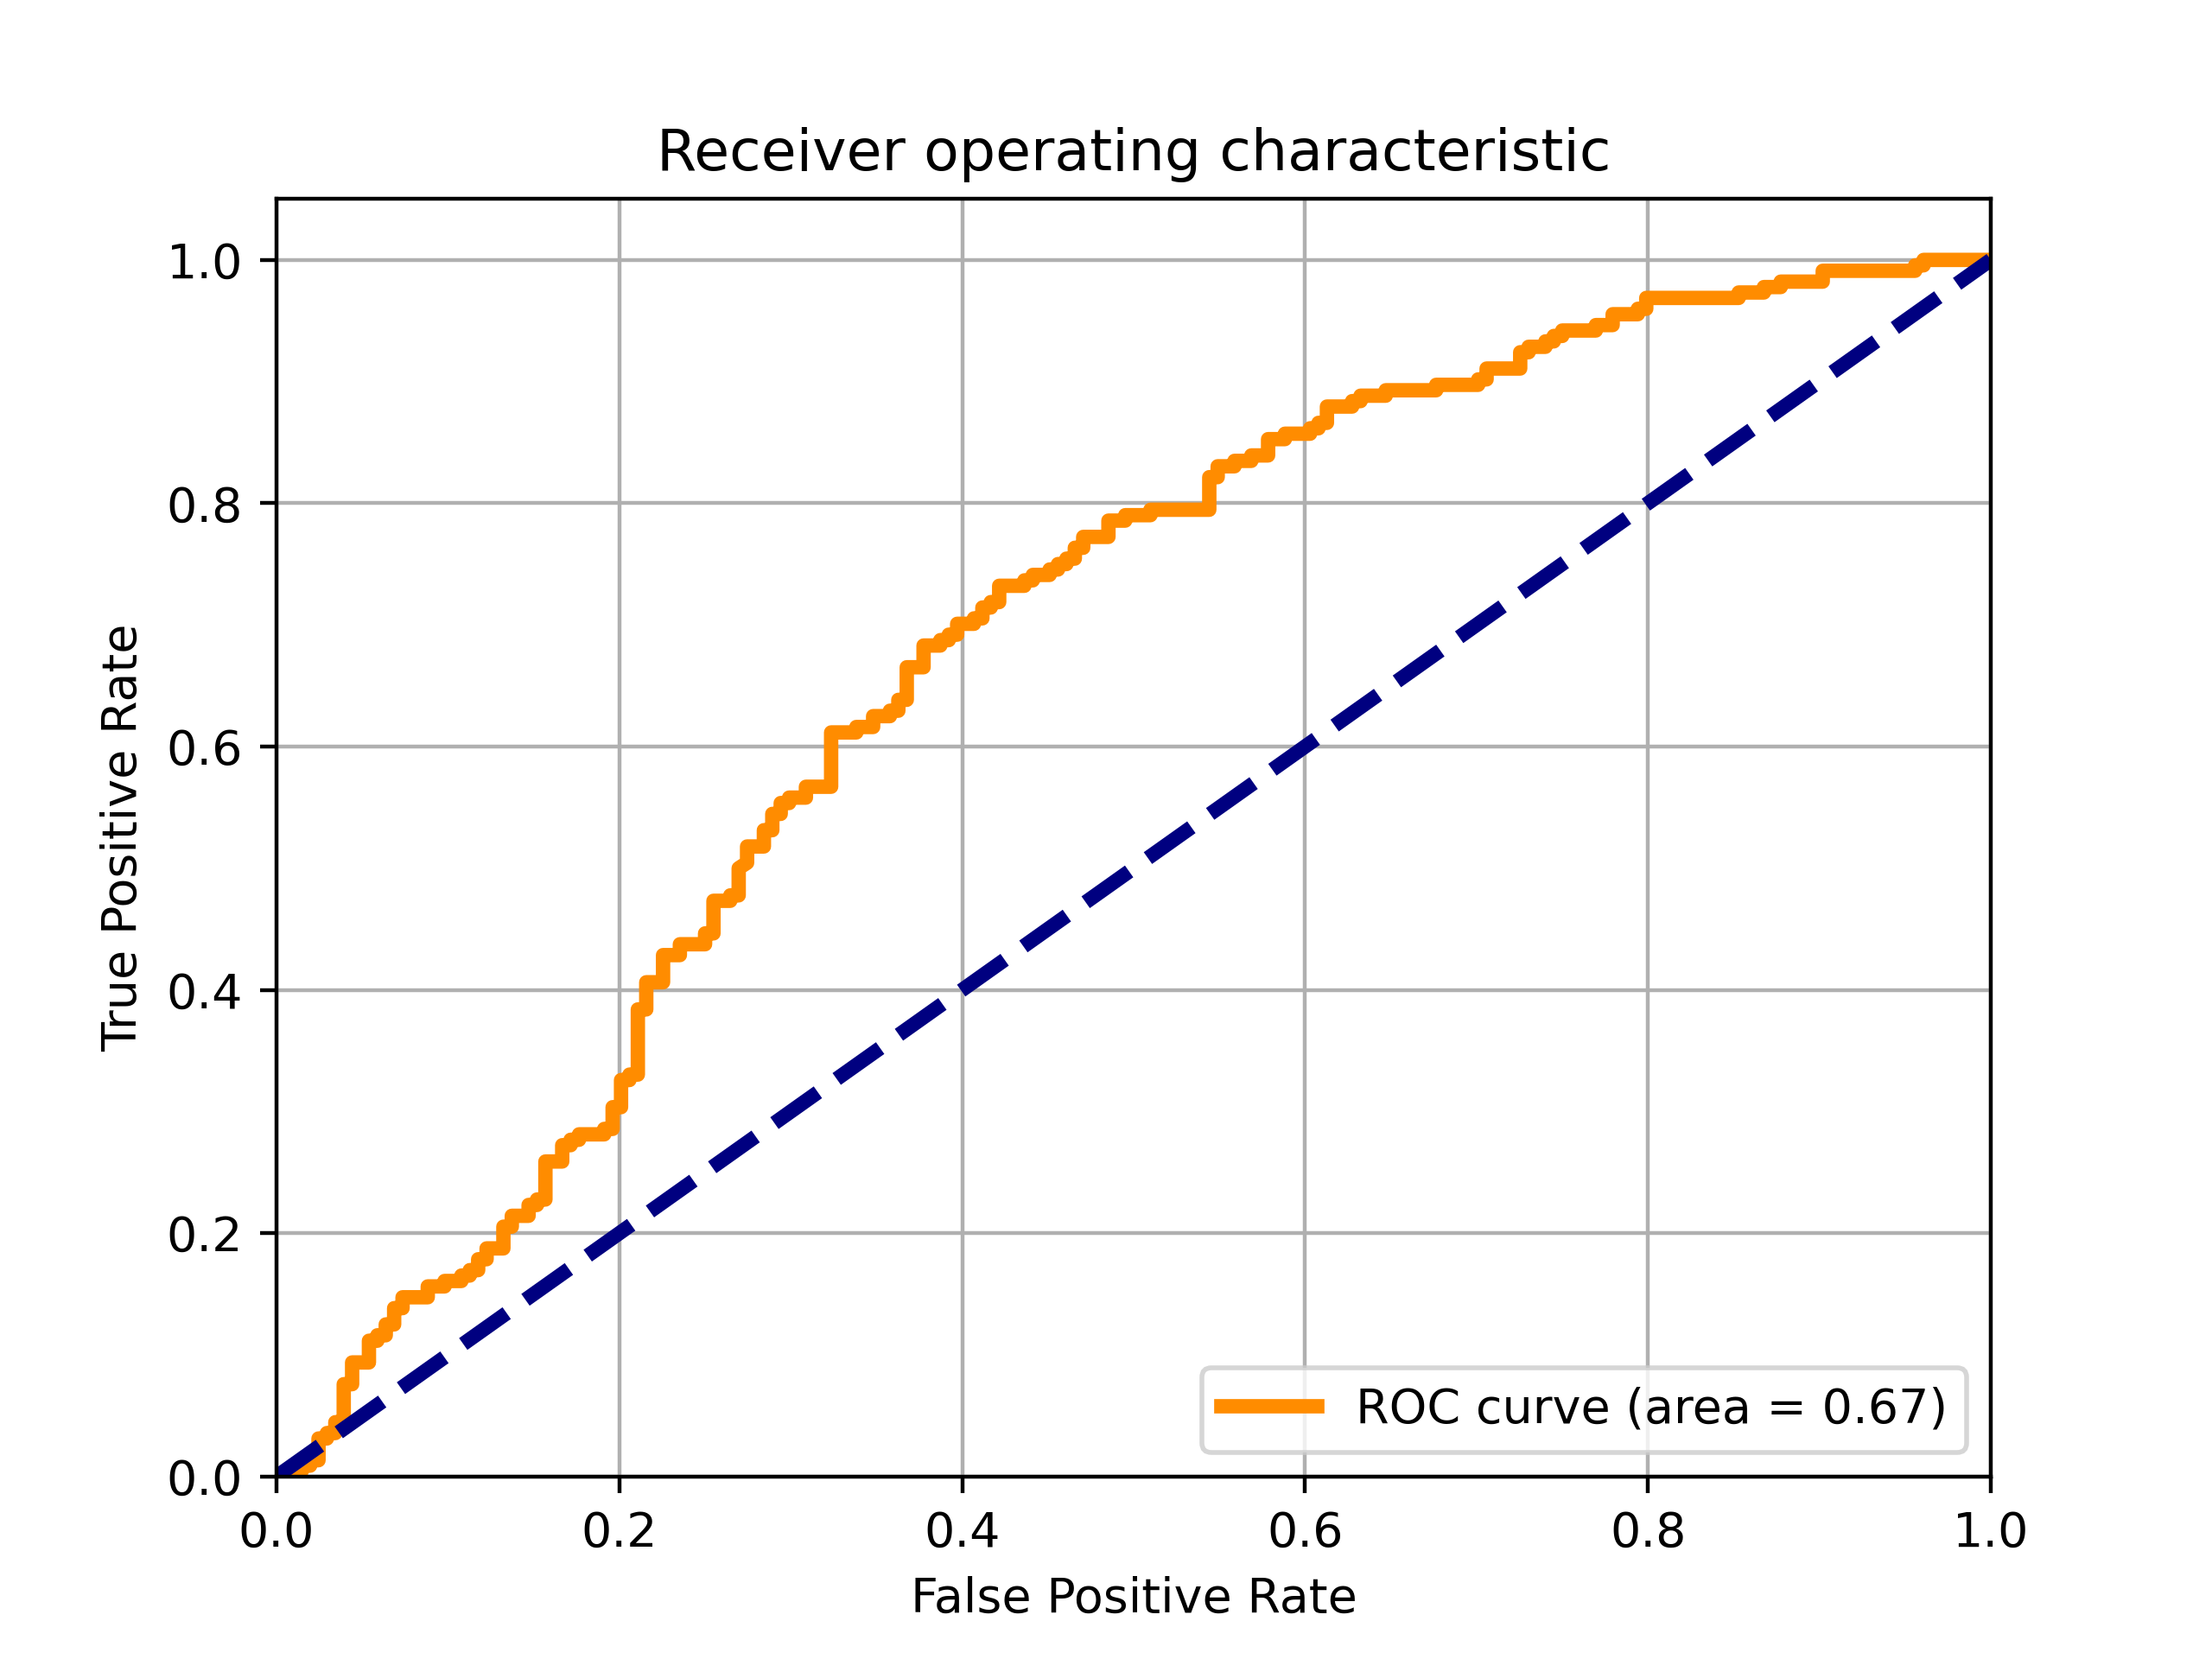 Receiver operating characteristic
True Positive Rate
1.0
0.8
0.6
0.4
0.2
0.0
ROC curve (area = 0.67)
0.0 0.2 0.4 0.6 0.8 1.0
False Positive Rate